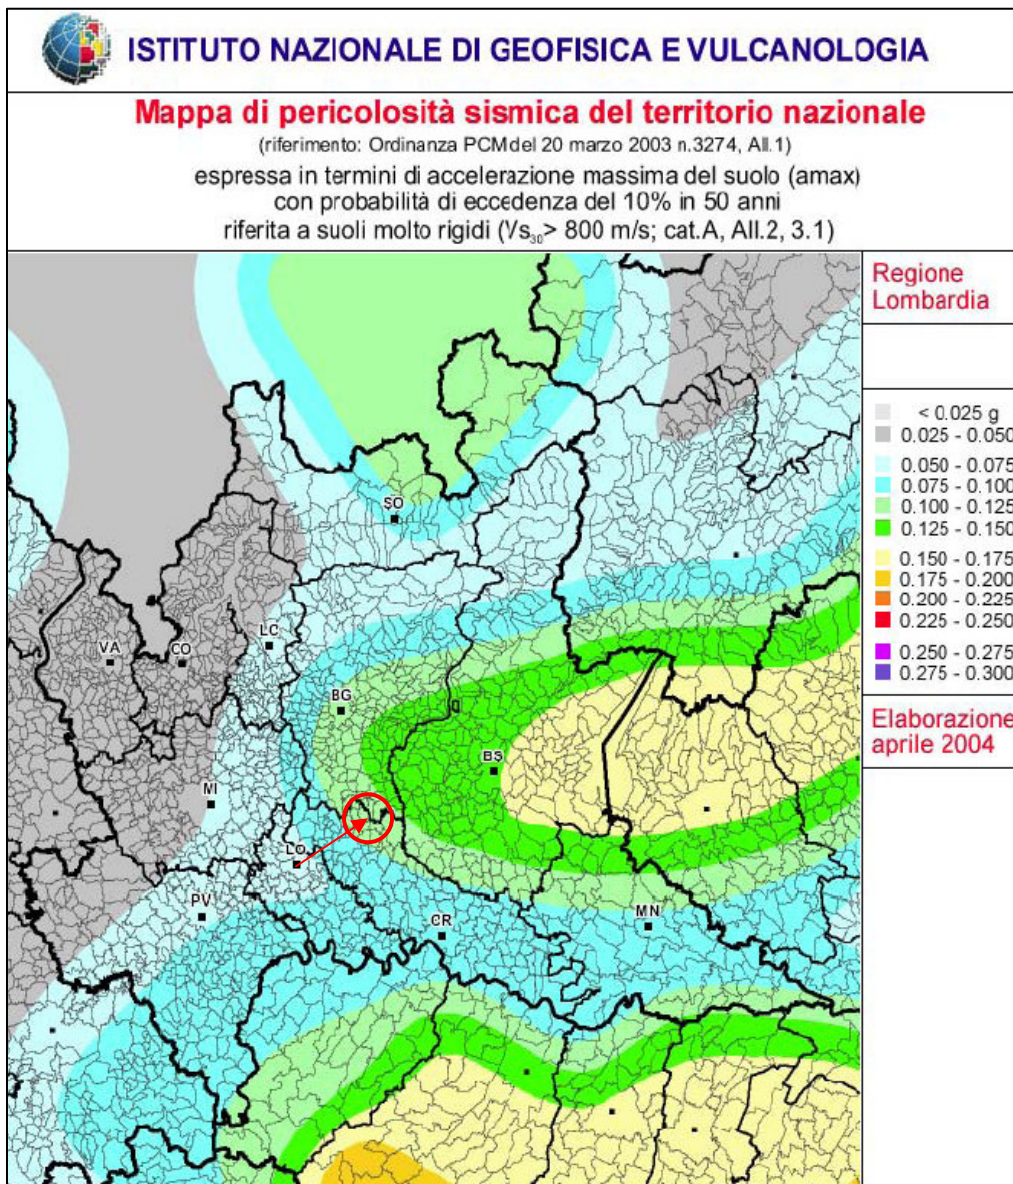 ISTITUTO NAZIONALE DI GEOFISICA E VULCANOLOGIA
Mappa di pericolosità sismica del territorio nazionale
(riferimento: Ordinanza PCM del 20 marzo 2003 n.3274, All.1)
espressa in termini di accelerazione massima del suolo (amax)
con probabilità di eccedenza del 10% in 50 anni
riferita a suoli molto rigidi (Vs30> 800 m/s; cat.A, All.2, 3.1)
Regione
Lombardia
< 0.025 g
0.025 - 0.050
0.050 - 0.075
0.075 - 0.100
0.100 - 0.125
0.125 - 0.150
0.150 - 0.175
0.175 - 0.200
0.200 - 0.225
0.225 - 0.250
0.250 - 0.275
0.275 - 0.300
Elaborazione
aprile 2004
SO
LC
VA
CO
BG
BS
MI
LO
PV
CR
MN